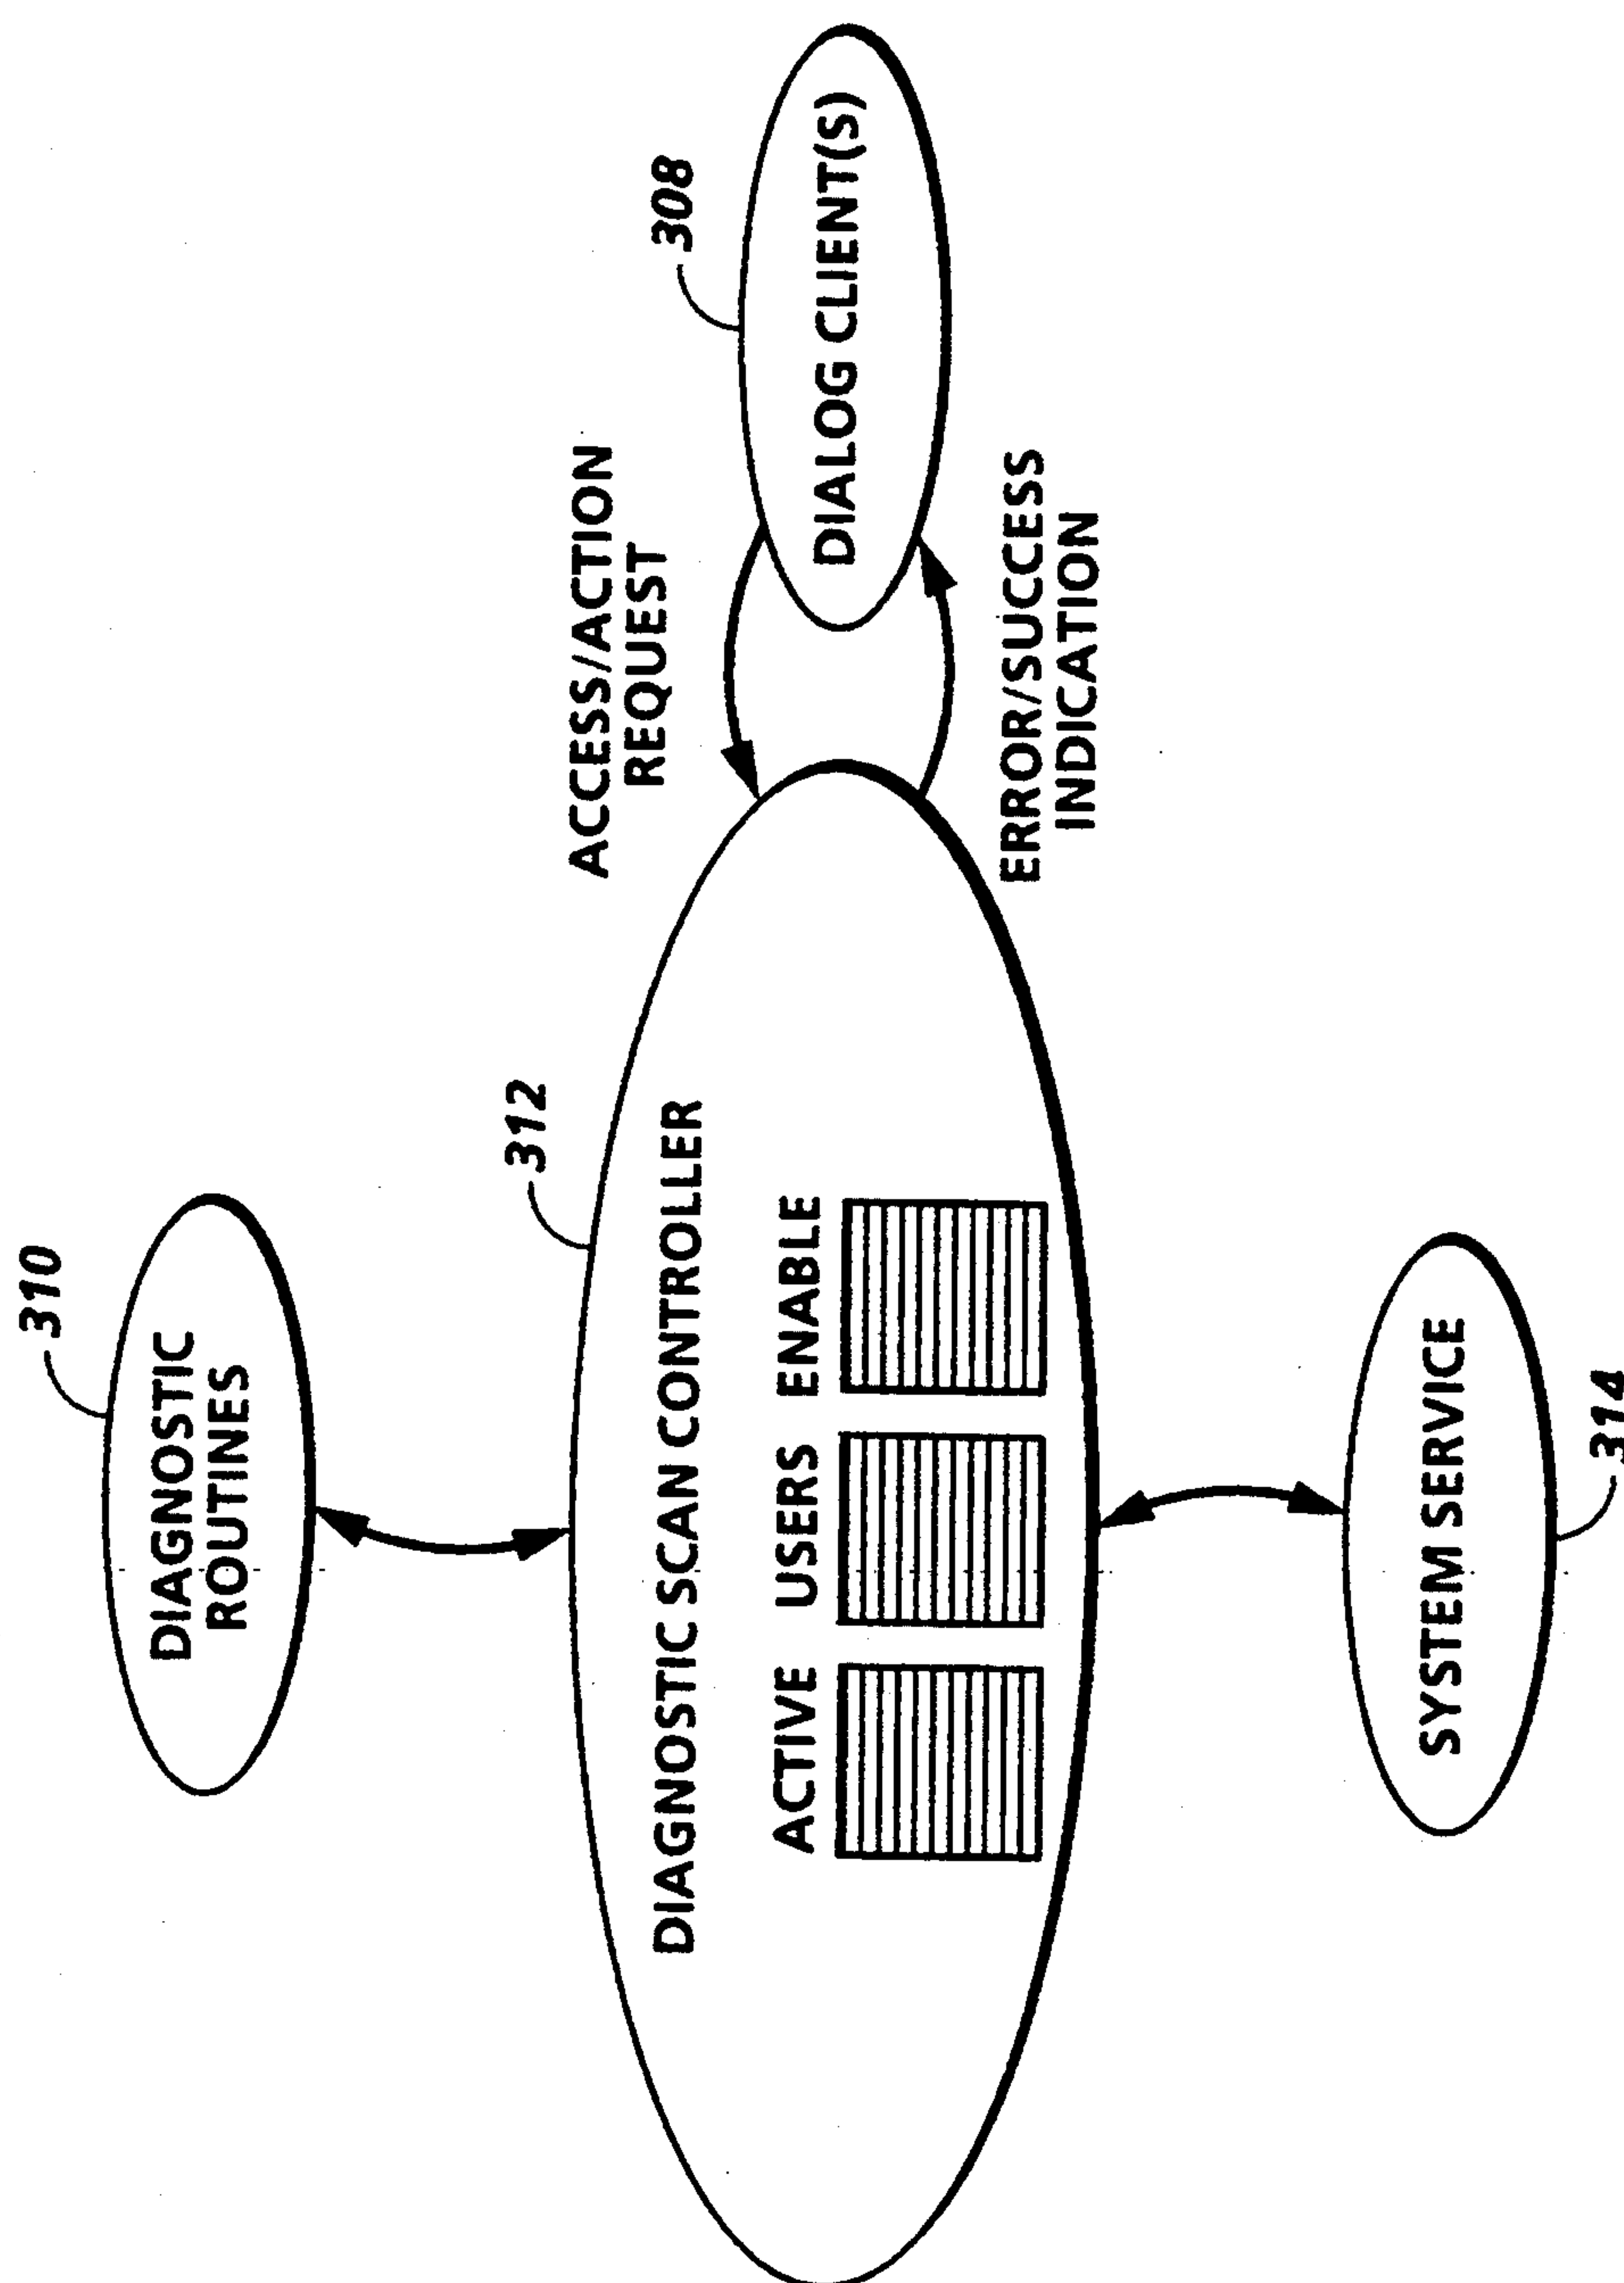 310
DIAGNOSTIC
ROUTINES
312
DIAGNOSTIC SCAN CONTROLLER
ACTIVE USERS ENABLE
ACCESS/ACTION
REQUEST
308
DIALOG CLIENT(S)
ERROR/SUCCESS
INDICATION
SYSTEM SERVICE
314